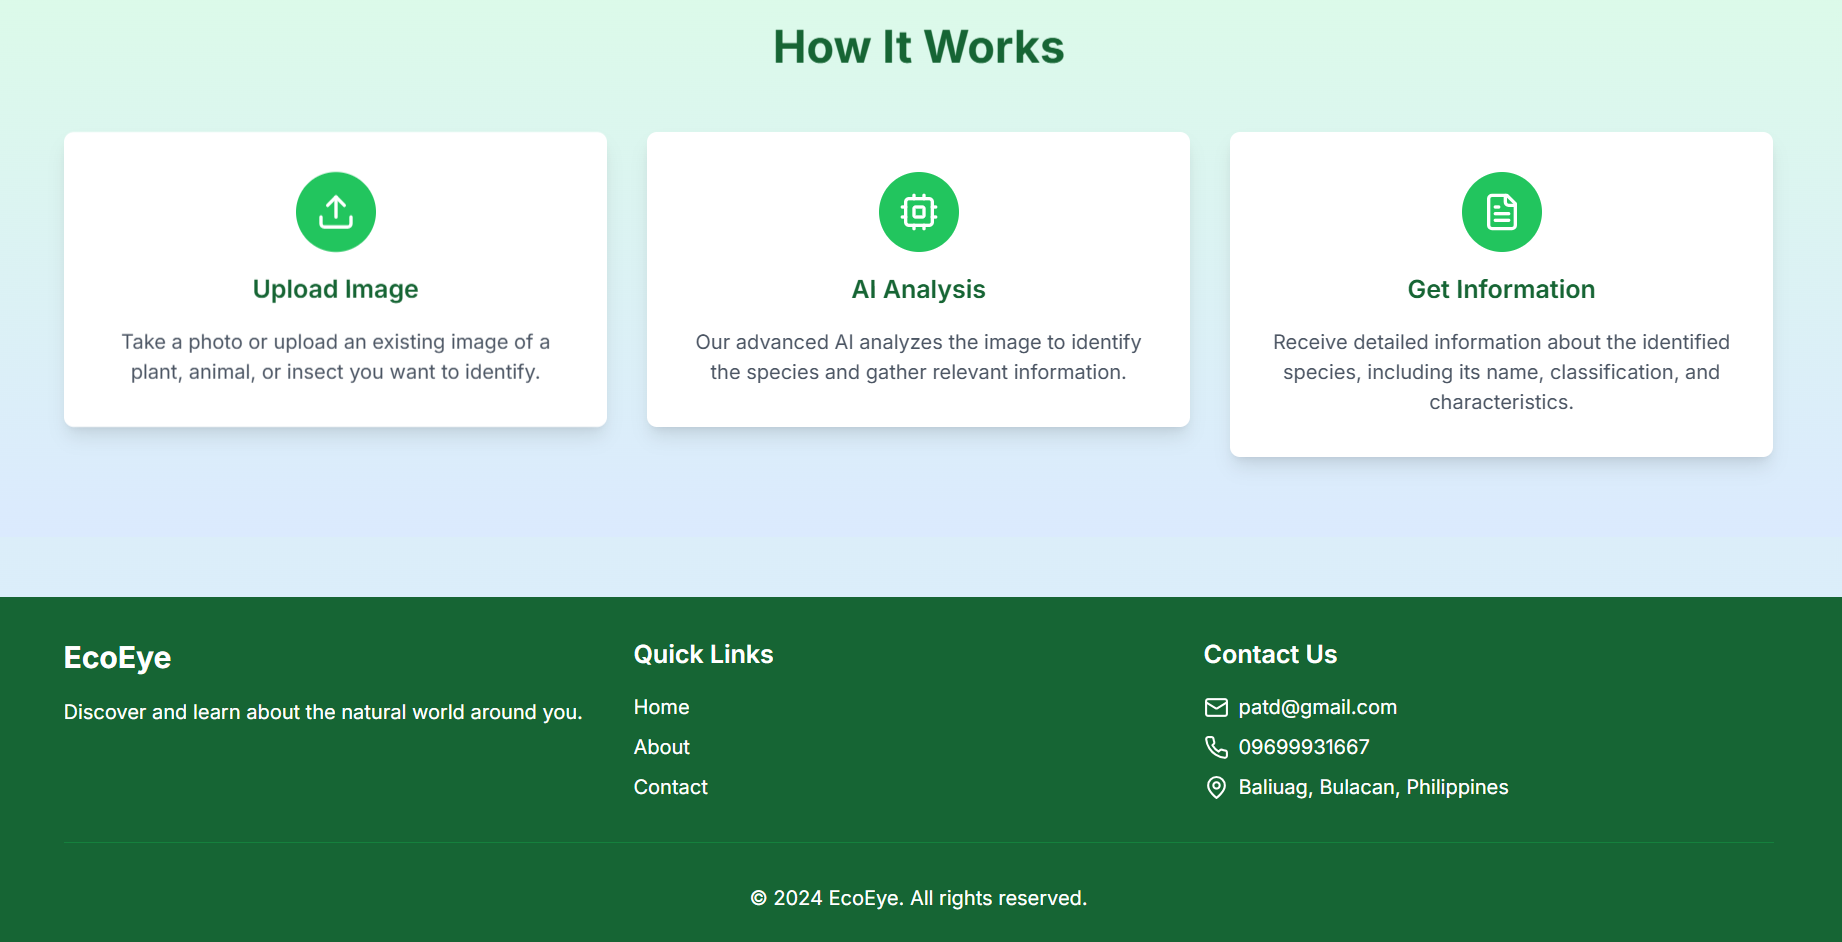 How It Works
Upload Image
Take a photo or upload an existing image of a
plant, animal, or insect you want to identify.
AI Analysis
Our advanced AI analyzes the image to identify
the species and gather relevant information.
Get Information
Receive detailed information about the identified
species, including its name, classification, and
characteristics.
EcoEye
Discover and learn about the natural world around you.
Quick Links
Home
About
Contact
Contact Us
patd@gmail.com
09699931667
Baliuag, Bulacan, Philippines
© 2024 EcoEye. All rights reserved.